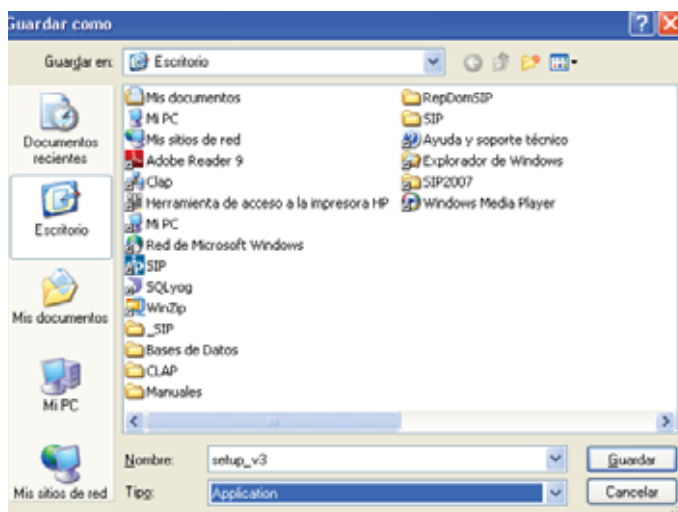 Guardar como
Guardar en:
Escritorio
Documentos
recientes
Escritorio
Mis documentos
Mi PC
Mis sitios de red
Mis documentos
Mi PC
Mis sitios de red
Adobe Reader 9
Clap
Herramienta de acceso a la impresora HP
Mi PC
Red de Microsoft Windows
SIP
SQLyog
WinZip
_SIP
Bases de Datos
CLAP
Manuales
RepDomSIP
SIP
Ayuda y soporte técnico
Explorador de Windows
SIP2007
Windows Media Player
Nombre:
setup_v3
Guardar
Tipo:
Application
Cancelar